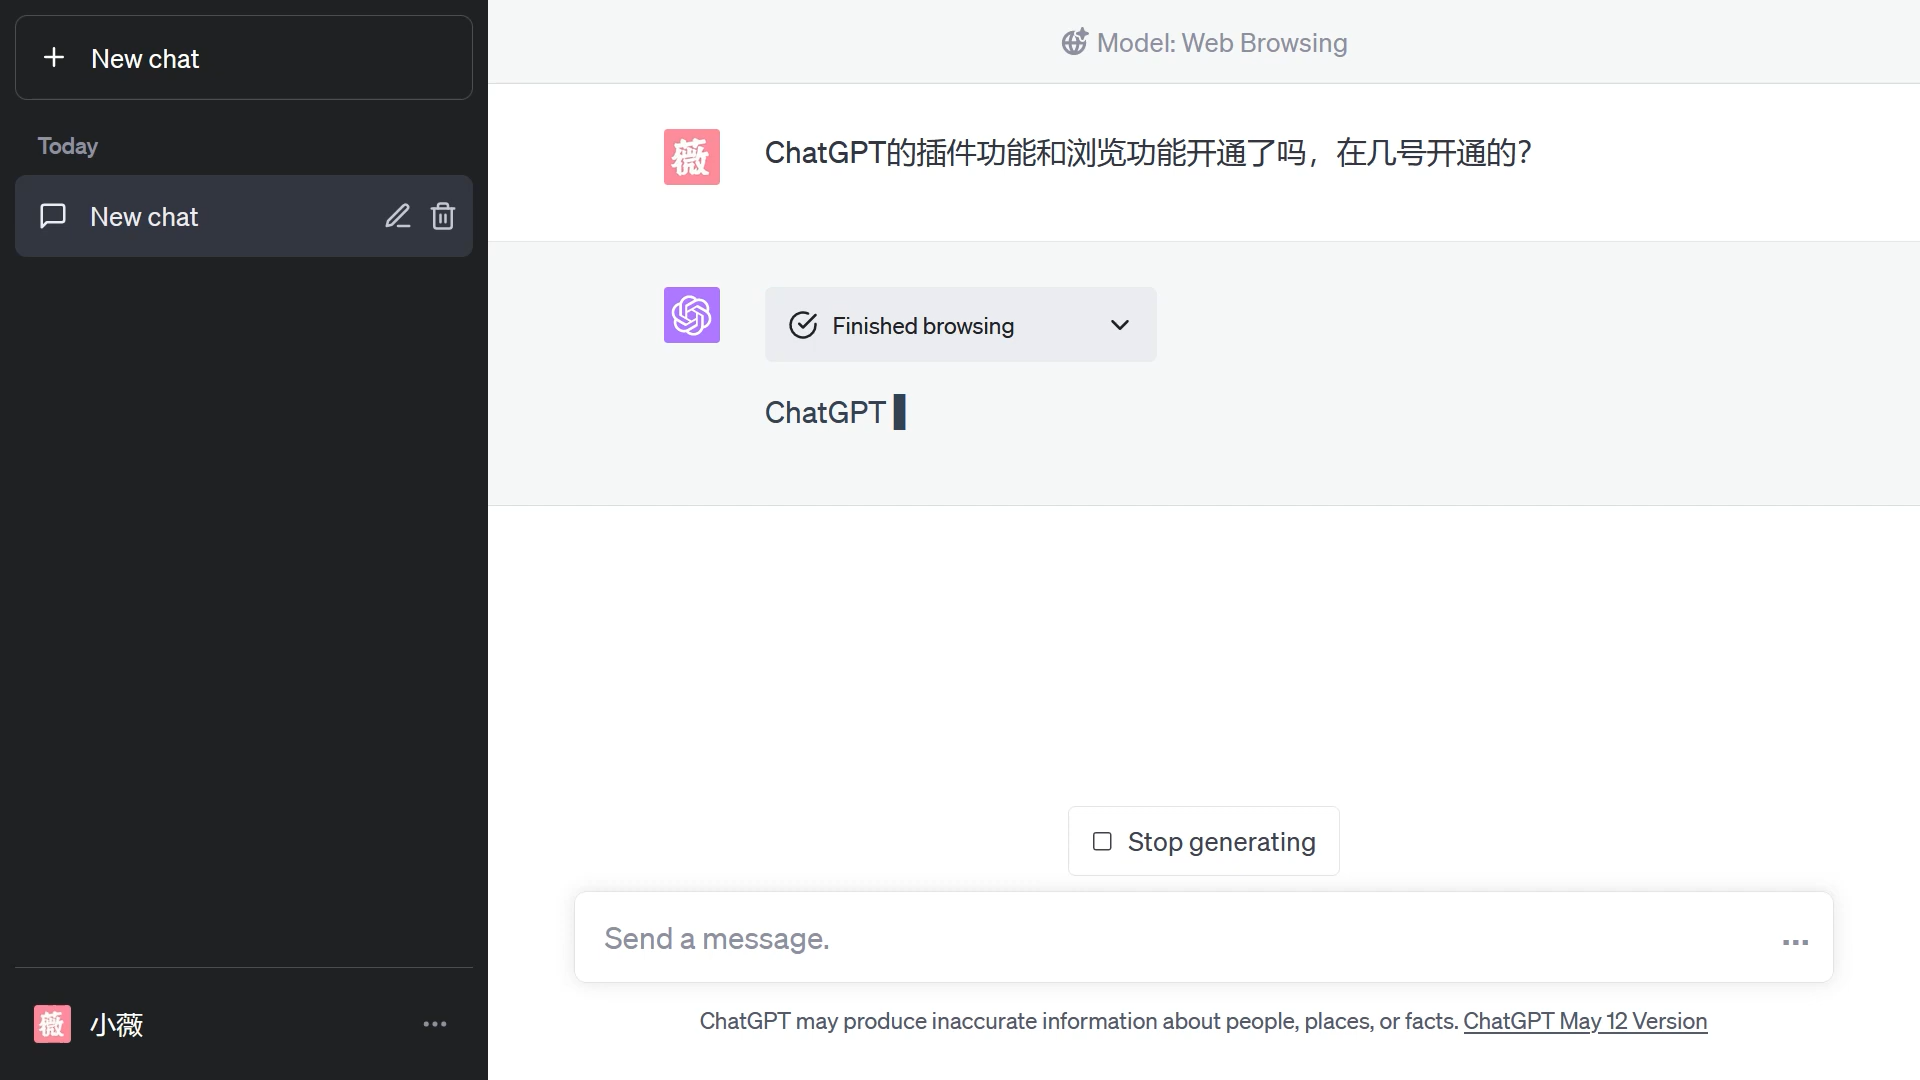 New chat
Today
New chat
薇
小薇
Model: Web Browsing
薇
ChatGPT的插件功能和浏览功能开通了吗，在几号开通的？
Finished browsing
ChatGPT
Stop generating
Send a message.
ChatGPT may produce inaccurate information about people, places, or facts. ChatGPT May 12 Version